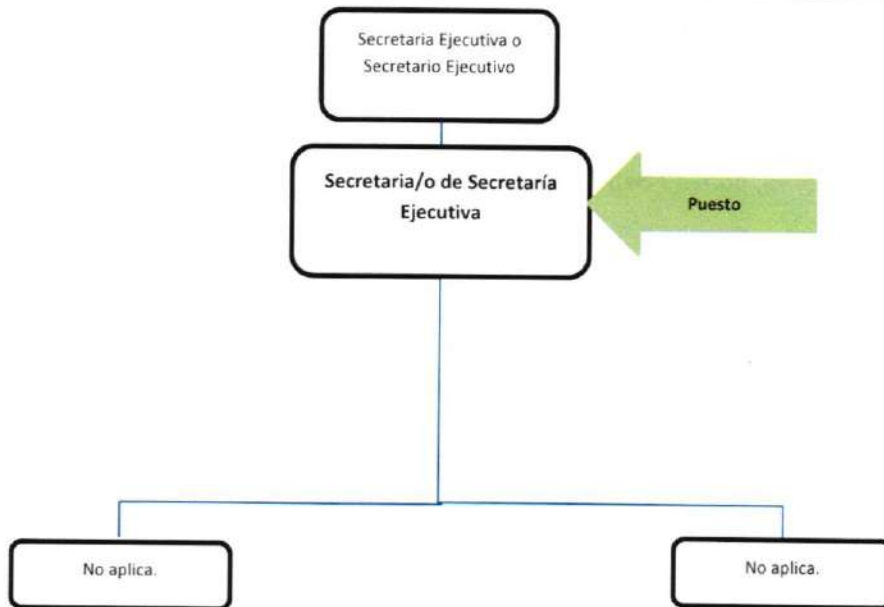 Secretaria Ejecutiva o
Secretario Ejecutivo
Secretaria/o de Secretaría
Ejecutiva
Puesto
No aplica.
No aplica.